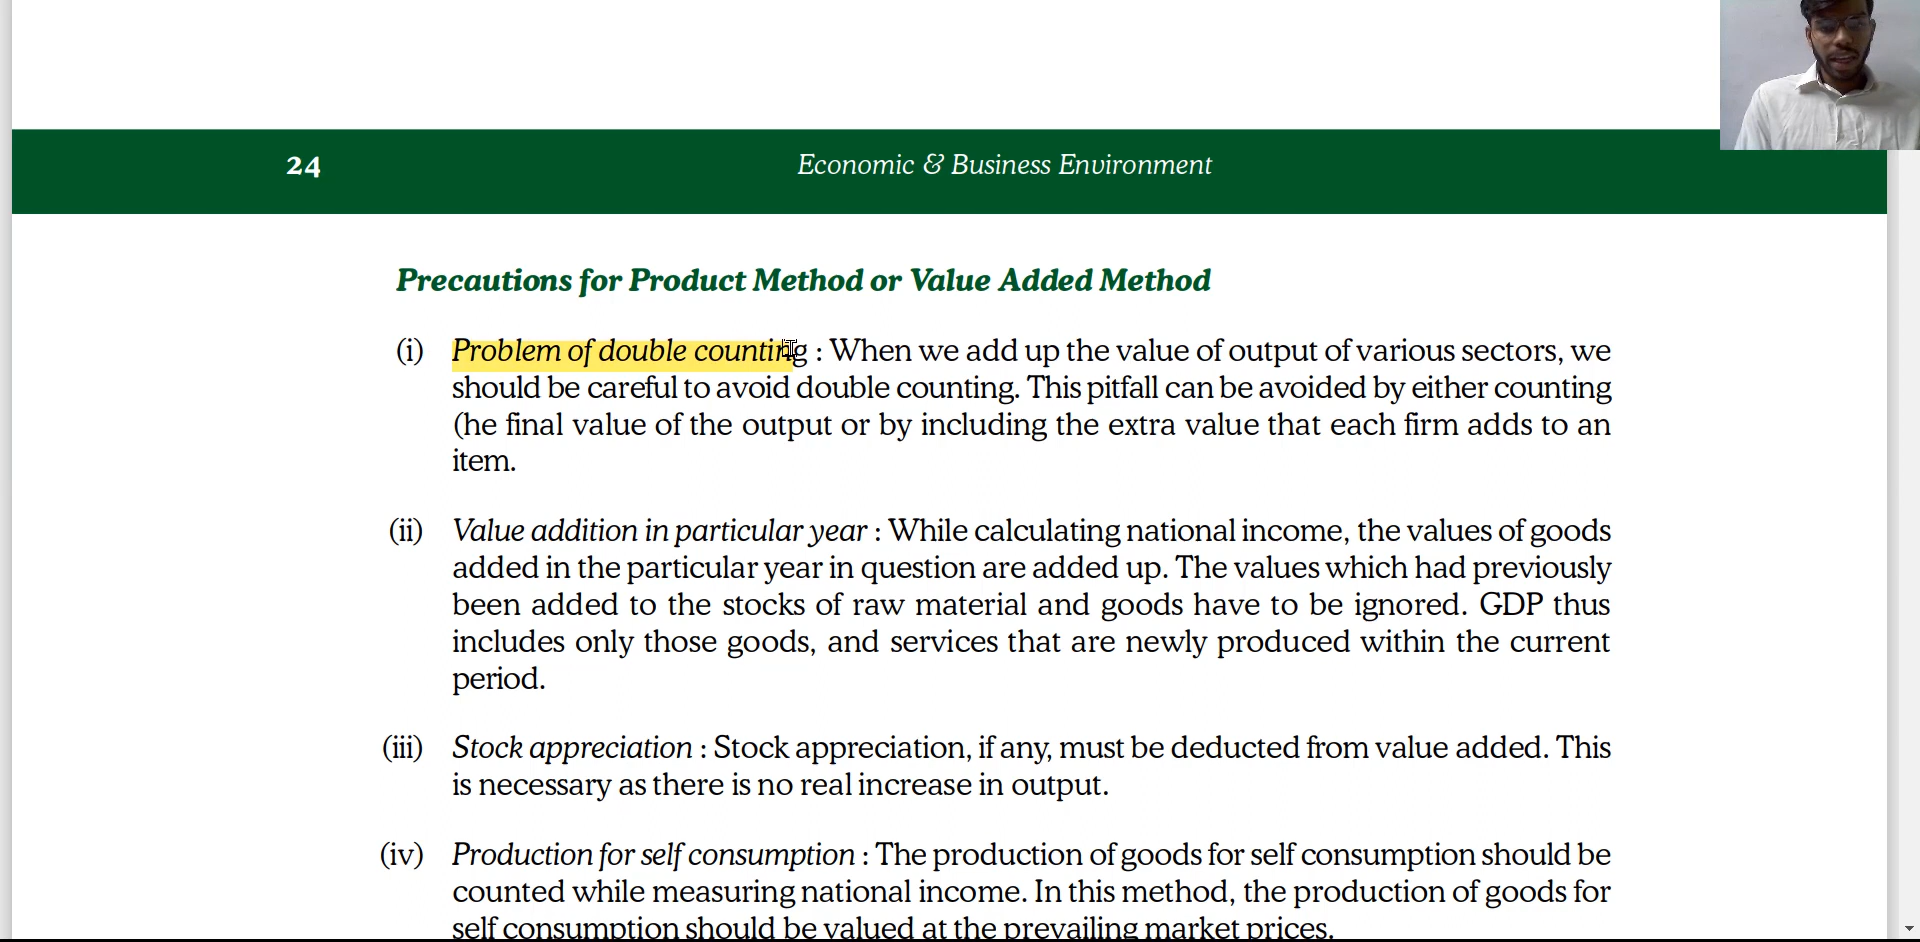 24 Economic & Business Environment
Precautions for Product Method or Value Added Method
(i) Problem of double counting : When we add up the value of output of various sectors, we
should be careful to avoid double counting. This pitfall can be avoided by either counting
(he final value of the output or by including the extra value that each firm adds to an
item.
(ii) Value addition in particular year : While calculating national income, the values of goods
added in the particular year in question are added up. The values which had previously
been added to the stocks of raw material and goods have to be ignored. GDP thus
includes only those goods, and services that are newly produced within the current
period.
(iii) Stock appreciation : Stock appreciation, if any, must be deducted from value added. This
is necessary as there is no real increase in output.
(iv) Production for self consumption : The production of goods for self consumption should be
counted while measuring national income. In this method, the production of goods for
self consumption should be valued at the prevailing market prices.